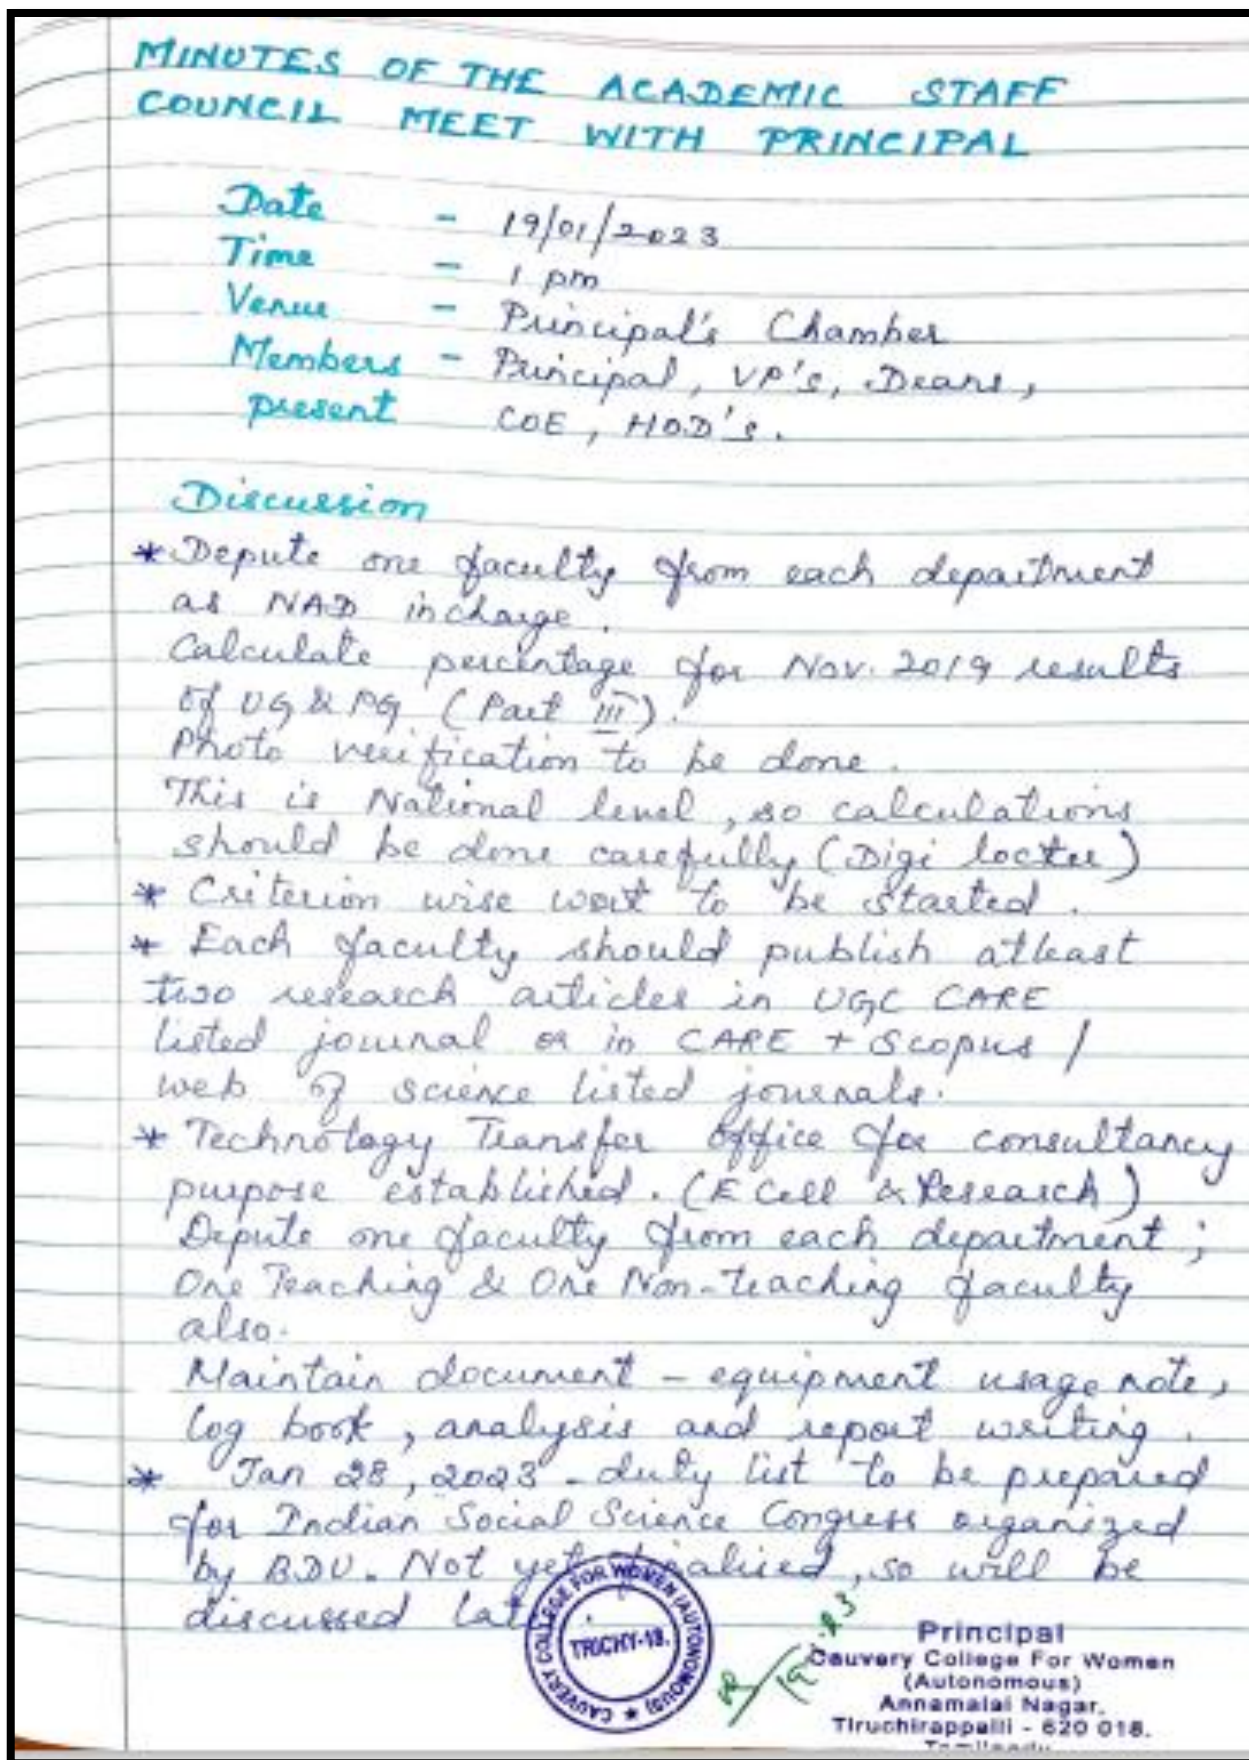 MINUTES OF THE ACADEMIC STAFF
COUNCIL MEET WITH PRINCIPAL
Date - 19/01/2023
Time - 1 pm
Venue - Principal's Chamber
Members - Principal, VP's, Deans,
present COE, HOD's.
Discussion
* Depute one faculty from each department
as NAD incharge.
Calculate percentage for Nov. 2019 results
of UG & PG (Part III).
Photo verification to be done.
This is National level, so calculations
should be done carefully (Digi locker)
* Criterion wise work to be started.
* Each faculty should publish atleast
two research articles in UGC CARE
listed journal or in CARE + Scopus /
web of science listed journals.
* Technology Transfer office for consultancy
purpose established. (E Cell & Research)
Depute one faculty from each department;
One Teaching & One Non-teaching faculty
also.
Maintain document - equipment usage note,
log book, analysis and report writing.
* Jan 28, 2023 - duty list to be prepared
for Indian Social Science Congress organized
by BDU. Not yet, so will be
discussed
CAUVERY COLLEGE FOR WOMEN (AUTONOMOUS)
TRICHY-18.
Principal
Cauvery College For Women
(Autonomous)
Annamalai Nagar,
Tiruchirappalli - 620 018.